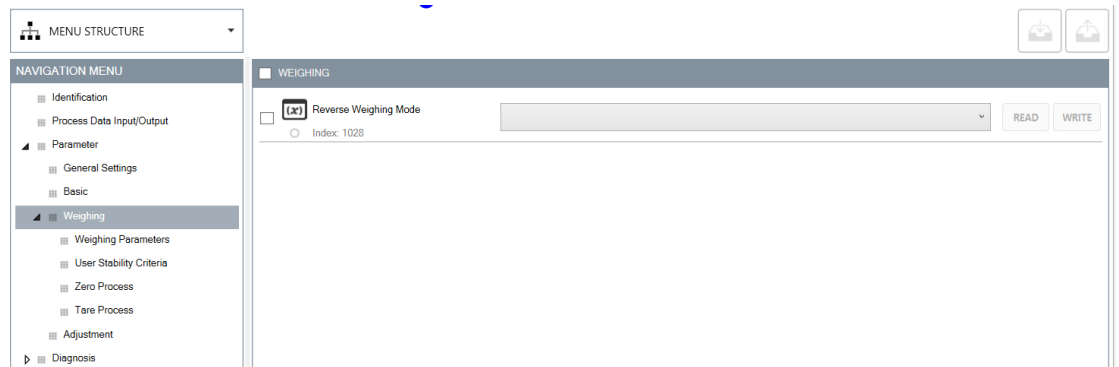 MENU STRUCTURE
NAVIGATION MENU
Identification
Process Data Input/Output
Parameter
General Settings
Basic
Weighing
Weighing Parameters
User Stability Criteria
Zero Process
Tare Process
Adjustment
Diagnosis
WEIGHING
(x) Reverse Weighing Mode
Index: 1028
READ WRITE